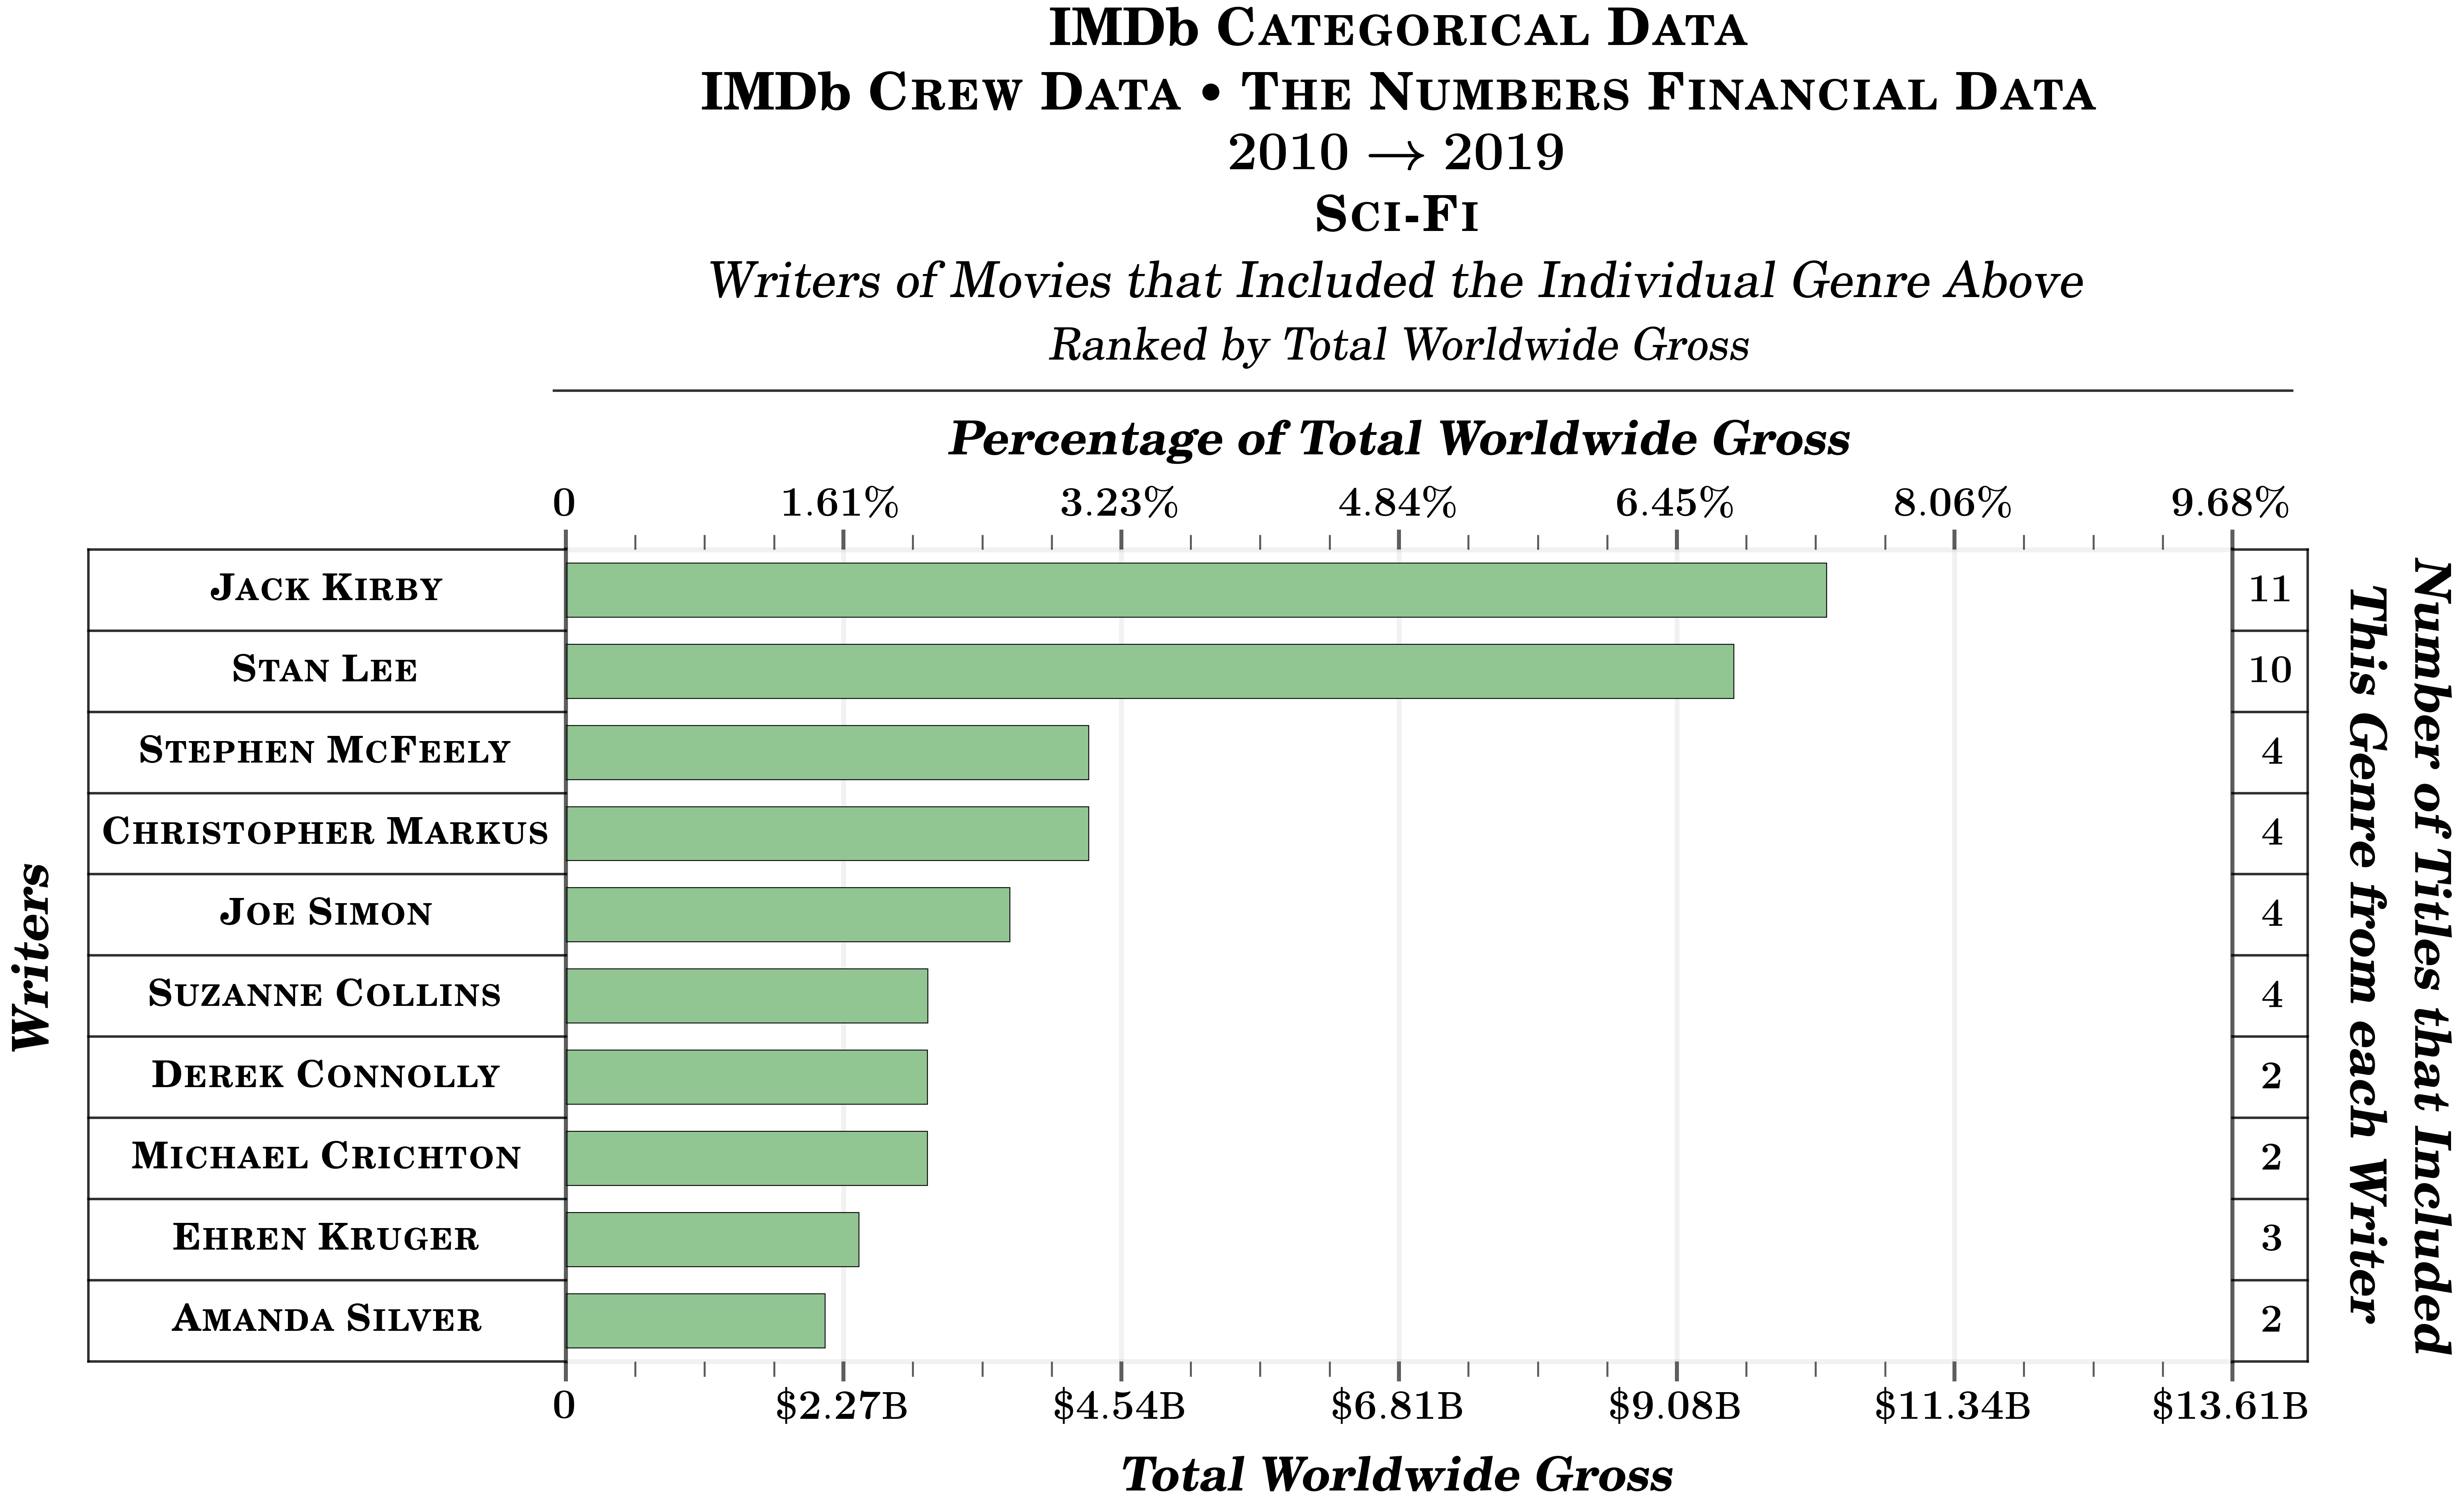 IMDb Categorical Data
IMDb Crew Data • The Numbers Financial Data
2010 → 2019
Sci-Fi
Writers of Movies that Included the Individual Genre Above
Ranked by Total Worldwide Gross
Percentage of Total Worldwide Gross
0 1.61% 3.23% 4.84% 6.45% 8.06% 9.68%
Writers
Jack Kirby 11
Stan Lee 10
Stephen McFeely 4
Christopher Markus 4
Joe Simon 4
Suzanne Collins 4
Derek Connolly 2
Michael Crichton 2
Ehren Kruger 3
Amanda Silver 2
Number of Titles that Included
This Genre from each Writer
0 $2.27B $4.54B $6.81B $9.08B $11.34B $13.61B
Total Worldwide Gross